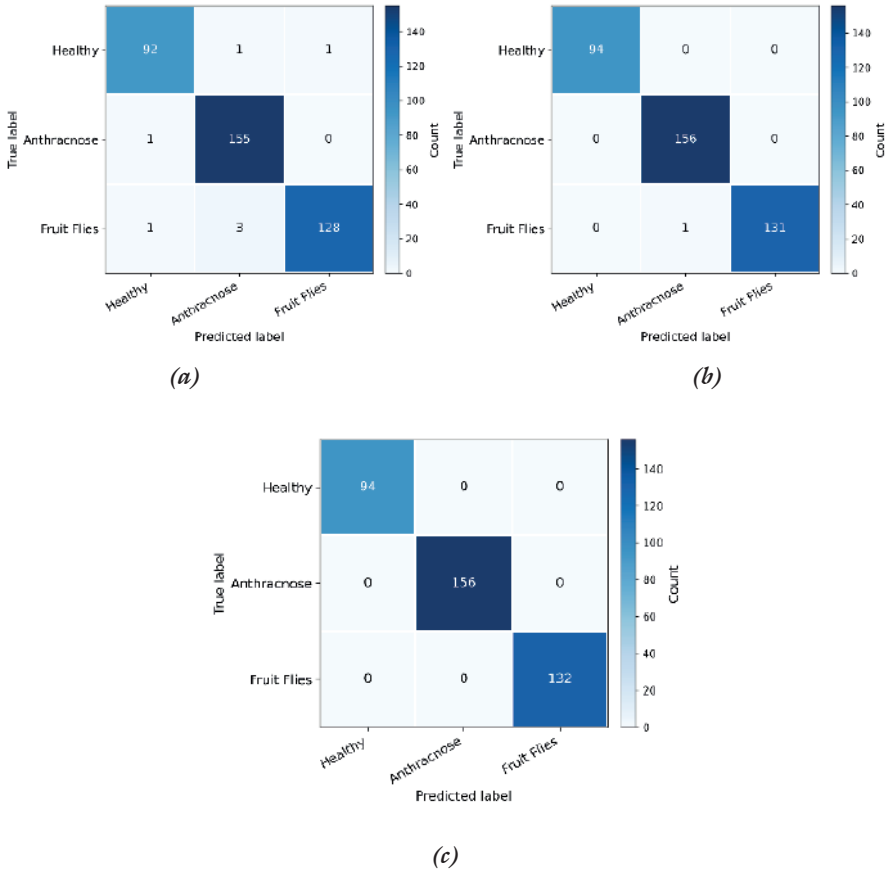 Healthy 92 1 1
Anthracnose 1 155 0
Fruit Flies 1 3 128
Healthy Anthracnose Fruit Flies
Predicted label
True label
140
120
100
80
60
40
20
0
Count
(a)
Healthy 94 0 0
Anthracnose 0 156 0
Fruit Flies 0 1 131
Healthy Anthracnose Fruit Flies
Predicted label
True label
140
120
100
80
60
40
20
0
Count
(b)
Healthy 94 0 0
Anthracnose 0 156 0
Fruit Flies 0 0 132
Healthy Anthracnose Fruit Flies
Predicted label
True label
140
120
100
80
60
40
20
0
Count
(c)